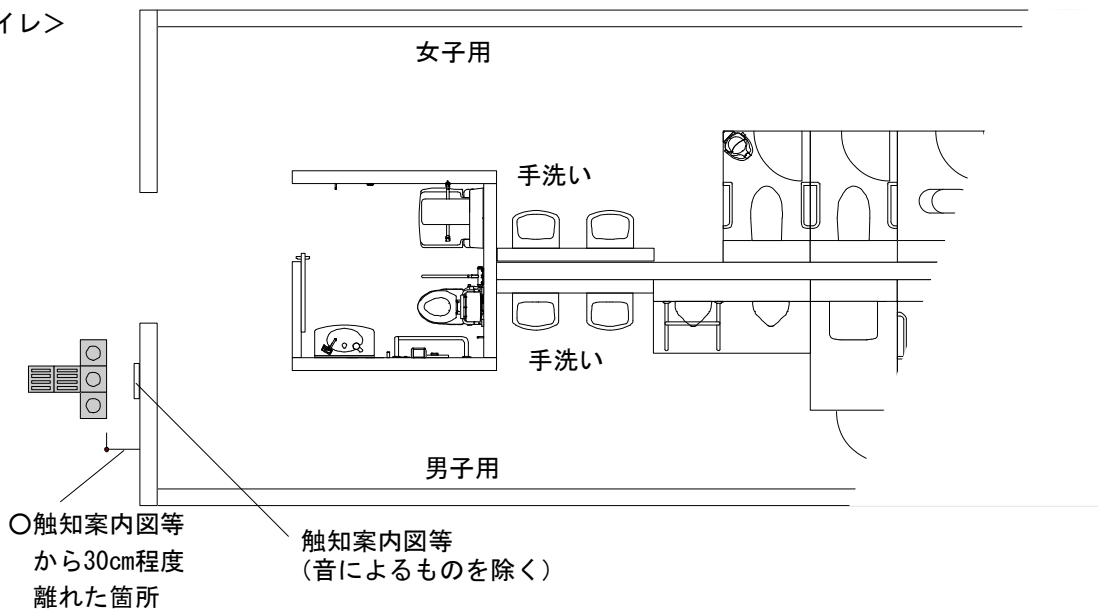 イレ＞
女子用
手洗い
手洗い
男子用
○触知案内図等
から30cm程度
離れた箇所
触知案内図等
（音によるものを除く）